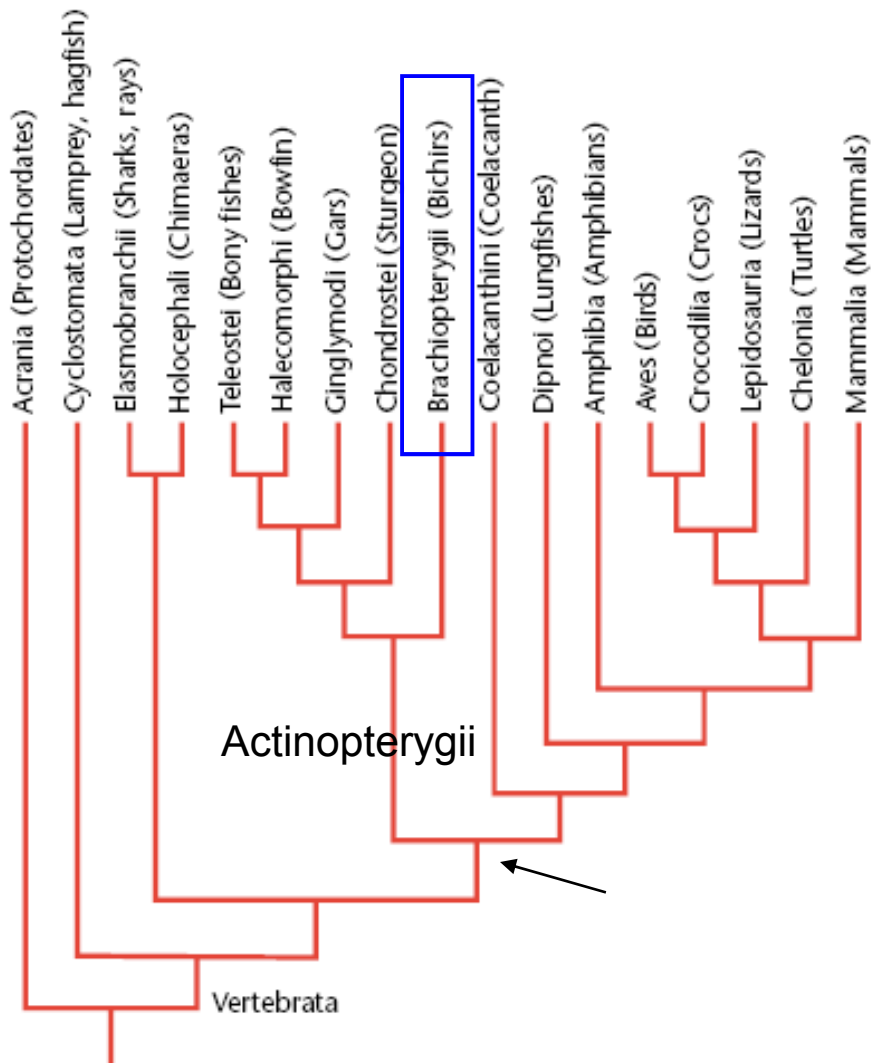 Acrania (Protochordates)
Cyclostomata (Lamprey, hagfish)
Elasmobranchii (Sharks, rays)
Holocephali (Chimaeras)
Teleostei (Bony fishes)
Halecomorphi (Bowfin)
Ginglymodi (Gars)
Chondrostei (Sturgeon)
Brachiopterygii (Bichirs)
Coelacanthini (Coelacanth)
Dipnoi (Lungfishes)
Amphibia (Amphibians)
Aves (Birds)
Crocodilia (Crocs)
Lepidosauria (Lizards)
Chelonia (Turtles)
Mammalia (Mammals)
Actinopterygii
Vertebrata